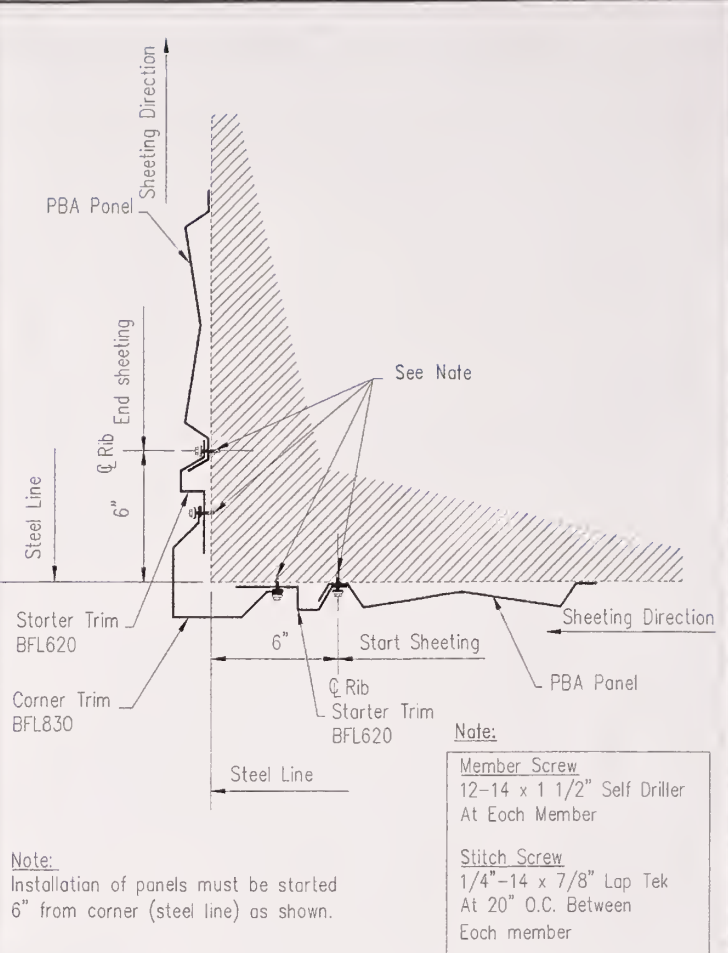 Sheeting Direction
PBA Panel
End sheeting
℄ Rib
6"
Steel Line
See Note
Starter Trim
BFL620
Corner Trim
BFL830
6"
Start Sheeting
Sheeting Direction
℄ Rib
Starter Trim
BFL620
PBA Panel
Steel Line
Note:
Installation of panels must be started
6" from corner (steel line) as shown.
Note:
Member Screw
12-14 x 1 1/2" Self Driller
At Each Member
Stitch Screw
1/4"-14 x 7/8" Lap Tek
At 20" O.C. Between
Each member